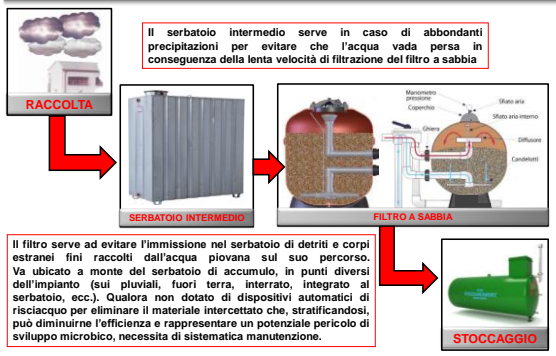 Il serbatoio intermedio serve in caso di abbondanti
precipitazioni per evitare che l'acqua vada persa in
conseguenza della lenta velocità di filtrazione del filtro a sabbia
RACCOLTA
SERBATOIO INTERMEDIO
Manometro
pressione
Coperchio
Ghiera
Sfiato aria
Sfiato aria interno
Diffusore
Candelotti
FILTRO A SABBIA
Il filtro serve ad evitare l'immissione nel serbatoio di detriti e corpi
estranei fini raccolti dall'acqua piovana sul suo percorso.
Va ubicato a monte del serbatoio di accumulo, in punti diversi
dell'impianto (sui pluviali, fuori terra, interrato, integrato al
serbatoio, ecc.). Qualora non dotato di dispositivi automatici di
risciacquo per eliminare il materiale intercettato che, stratificandosi,
può diminuirne l'efficienza e rappresentare un potenziale pericolo di
sviluppo microbico, necessita di sistematica manutenzione.
STOCCAGGIO